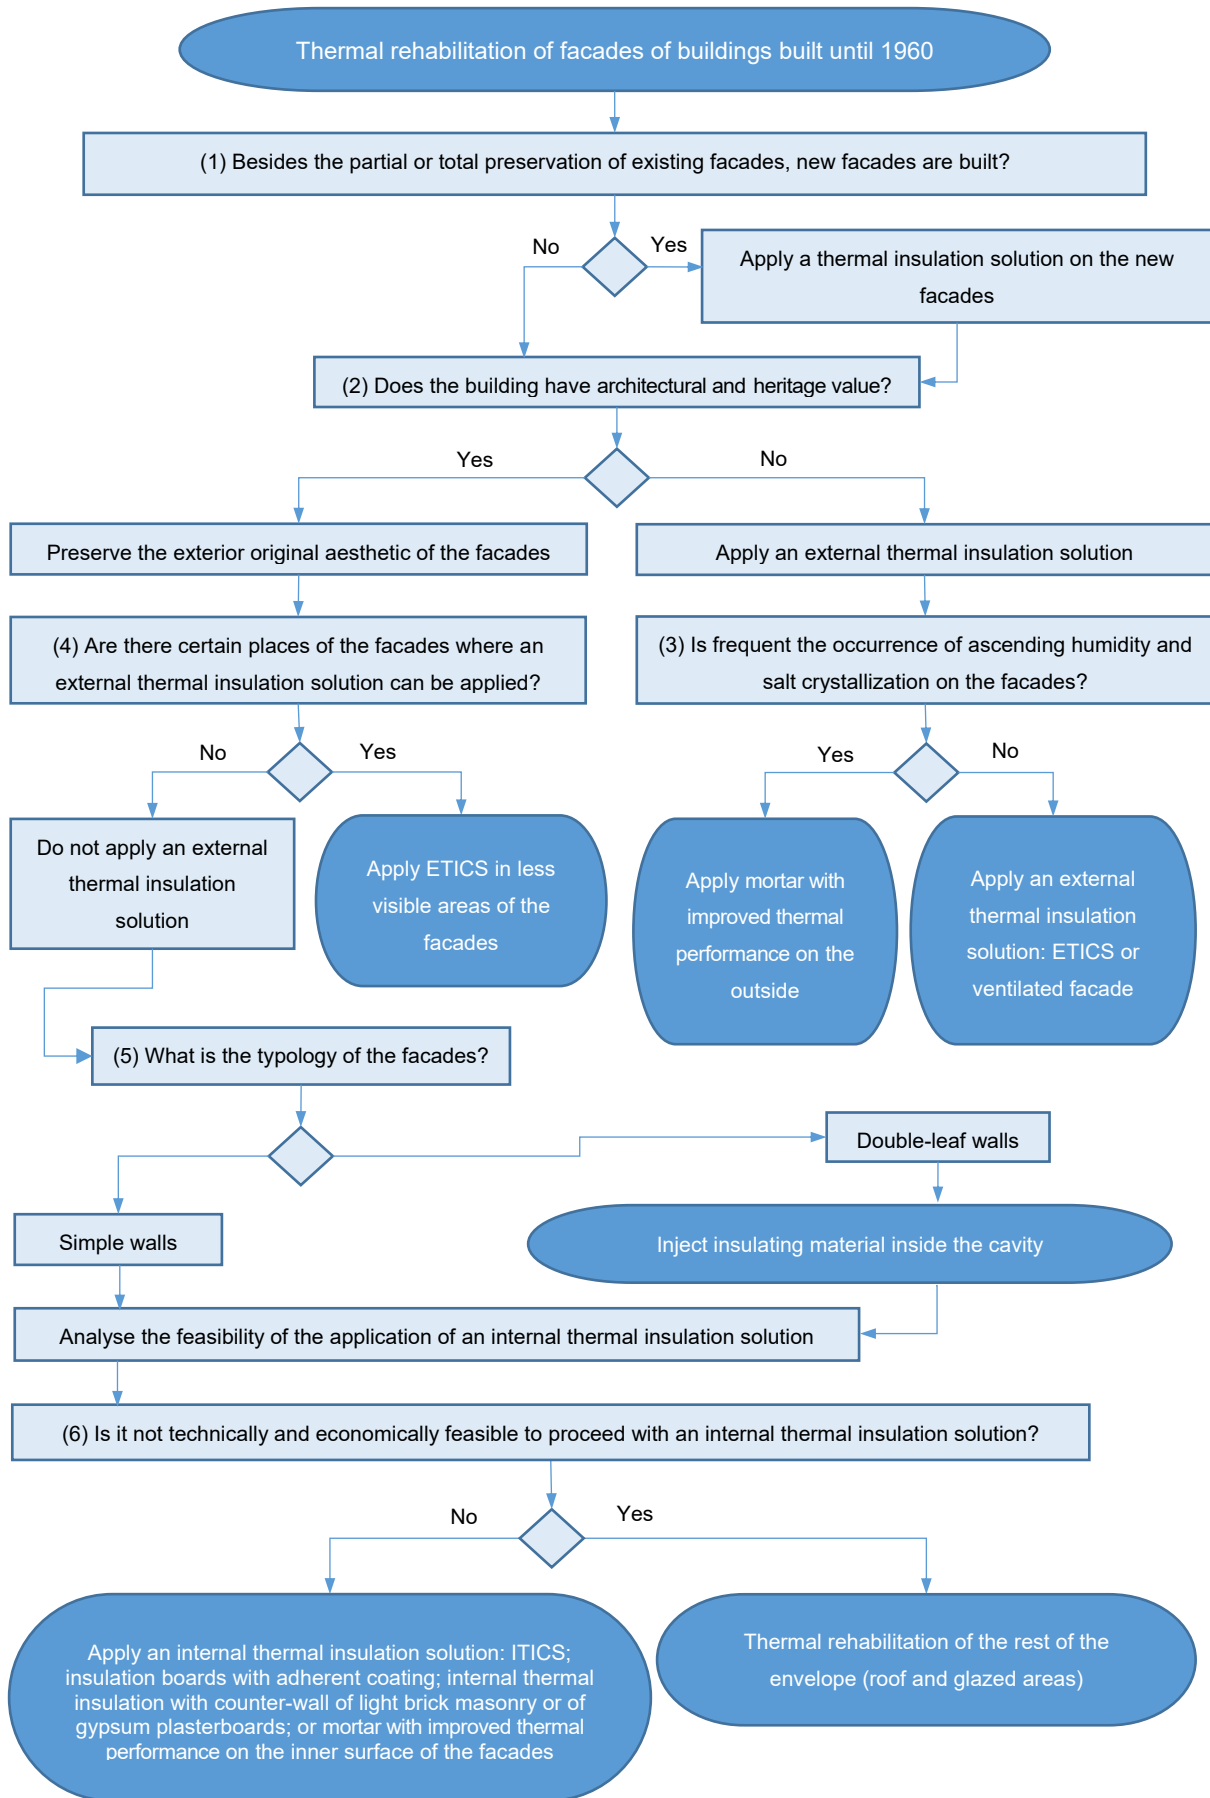 Thermal rehabilitation of facades of buildings built until 1960
(1) Besides the partial or total preservation of existing facades, new facades are built?
No
Yes
Apply a thermal insulation solution on the new
facades
(2) Does the building have architectural and heritage value?
Yes
No
Preserve the exterior original aesthetic of the facades
Apply an external thermal insulation solution
(4) Are there certain places of the facades where an
external thermal insulation solution can be applied?
(3) Is frequent the occurrence of ascending humidity and
salt crystallization on the facades?
No
Yes
Yes
No
Do not apply an external
thermal insulation
solution
Apply ETICS in less
visible areas of the
facades
Apply mortar with
improved thermal
performance on the
outside
Apply an external
thermal insulation
solution: ETICS or
ventilated facade
(5) What is the typology of the facades?
Double-leaf walls
Simple walls
Inject insulating material inside the cavity
Analyse the feasibility of the application of an internal thermal insulation solution
(6) Is it not technically and economically feasible to proceed with an internal thermal insulation solution?
No
Yes
Apply an internal thermal insulation solution: ITICS;
insulation boards with adherent coating; internal thermal
insulation with counter-wall of light brick masonry or of
gypsum plasterboards; or mortar with improved thermal
performance on the inner surface of the facades
Thermal rehabilitation of the rest of the
envelope (roof and glazed areas)